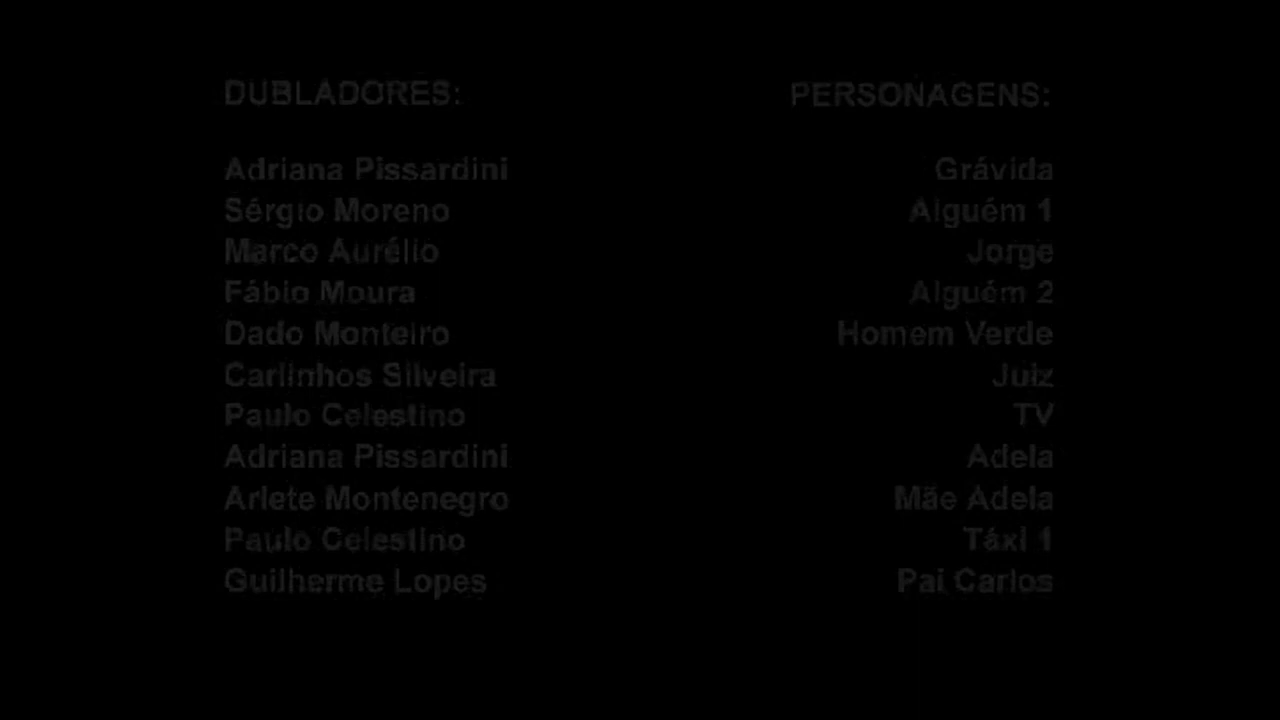 DUBLADORES: PERSONAGENS:
Adriana Pissardini Grávida
Sérgio Moreno Alguém 1
Marco Aurélio Jorge
Fábio Moura Alguém 2
Dado Monteiro Homem Verde
Carlinhos Silveira Juiz
Paulo Celestino TV
Adriana Pissardini Adela
Arlete Montenegro Mãe Adela
Paulo Celestino Táxi 1
Guilherme Lopes Pai Carlos